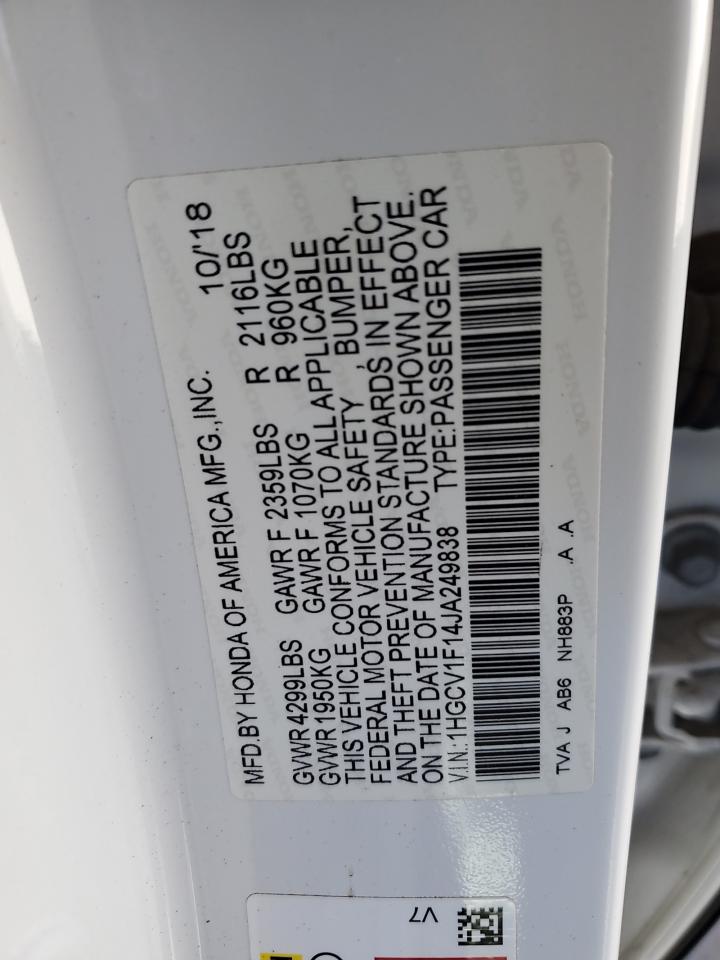 MFD.BY HONDA OF AMERICA MFG.,INC. 10/'18
GVWR4299LBS GAWR F 2359LBS R 2116LBS
GVWR1950KG GAWR F 1070KG R 960KG
THIS VEHICLE CONFORMS TO ALL APPLICABLE
FEDERAL MOTOR VEHICLE SAFETY , BUMPER,
AND THEFT PREVENTION STANDARDS IN EFFECT
ON THE DATE OF MANUFACTURE SHOWN ABOVE.
V.I.N.:1HGCV1F14JA249838 TYPE:PASSENGER CAR
TVA J AB6 NH883P .A .A
V7